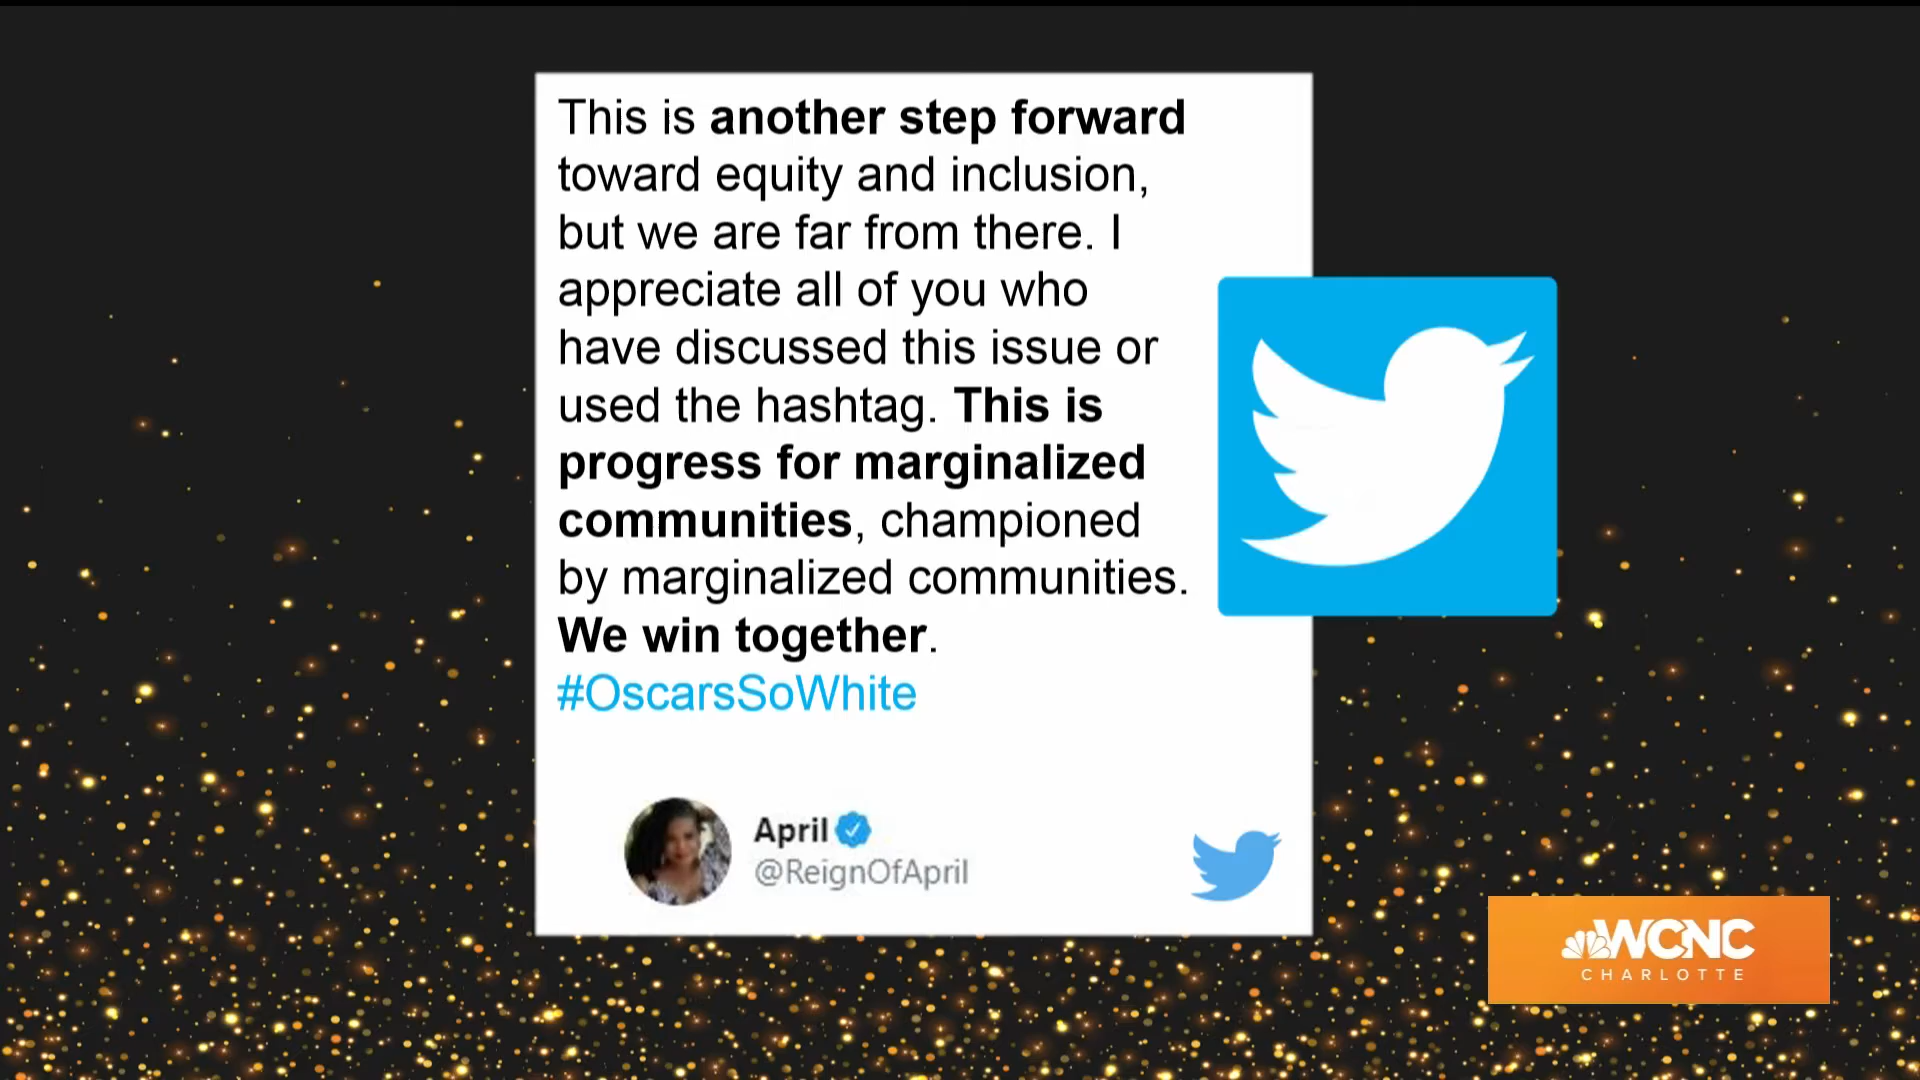 This is another step forward
toward equity and inclusion,
but we are far from there. I
appreciate all of you who
have discussed this issue or
used the hashtag. This is
progress for marginalized
communities, championed
by marginalized communities.
We win together.
#OscarsSoWhite
April
@ReignOfApril
WCNC
CHARLOTTE